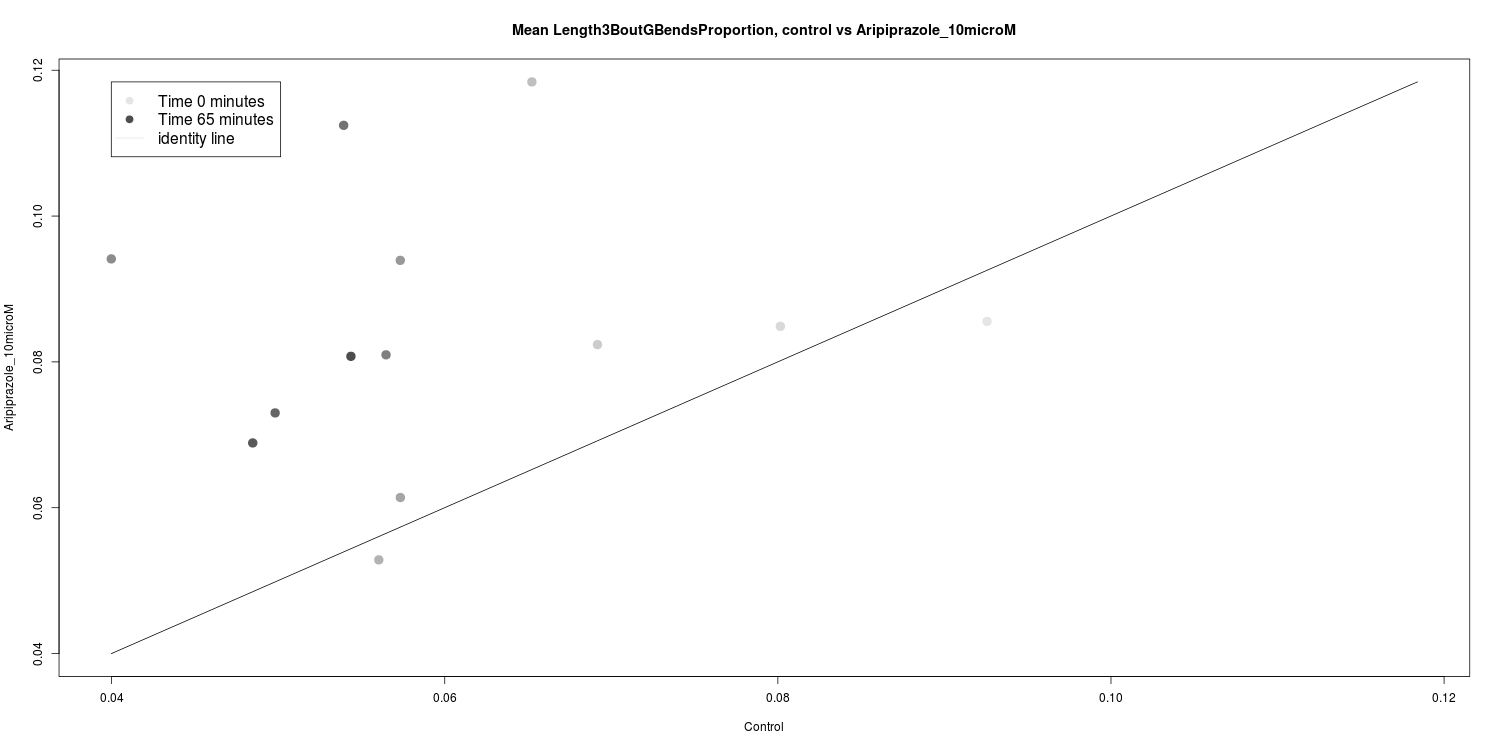 Mean Length3BoutGBendsProportion, control vs Aripiprazole_10microM
Time 0 minutes
Time 65 minutes
identity line
Aripiprazole_10microM
0.12
0.10
0.08
0.06
0.04
0.04
0.06
0.08
0.10
0.12
Control